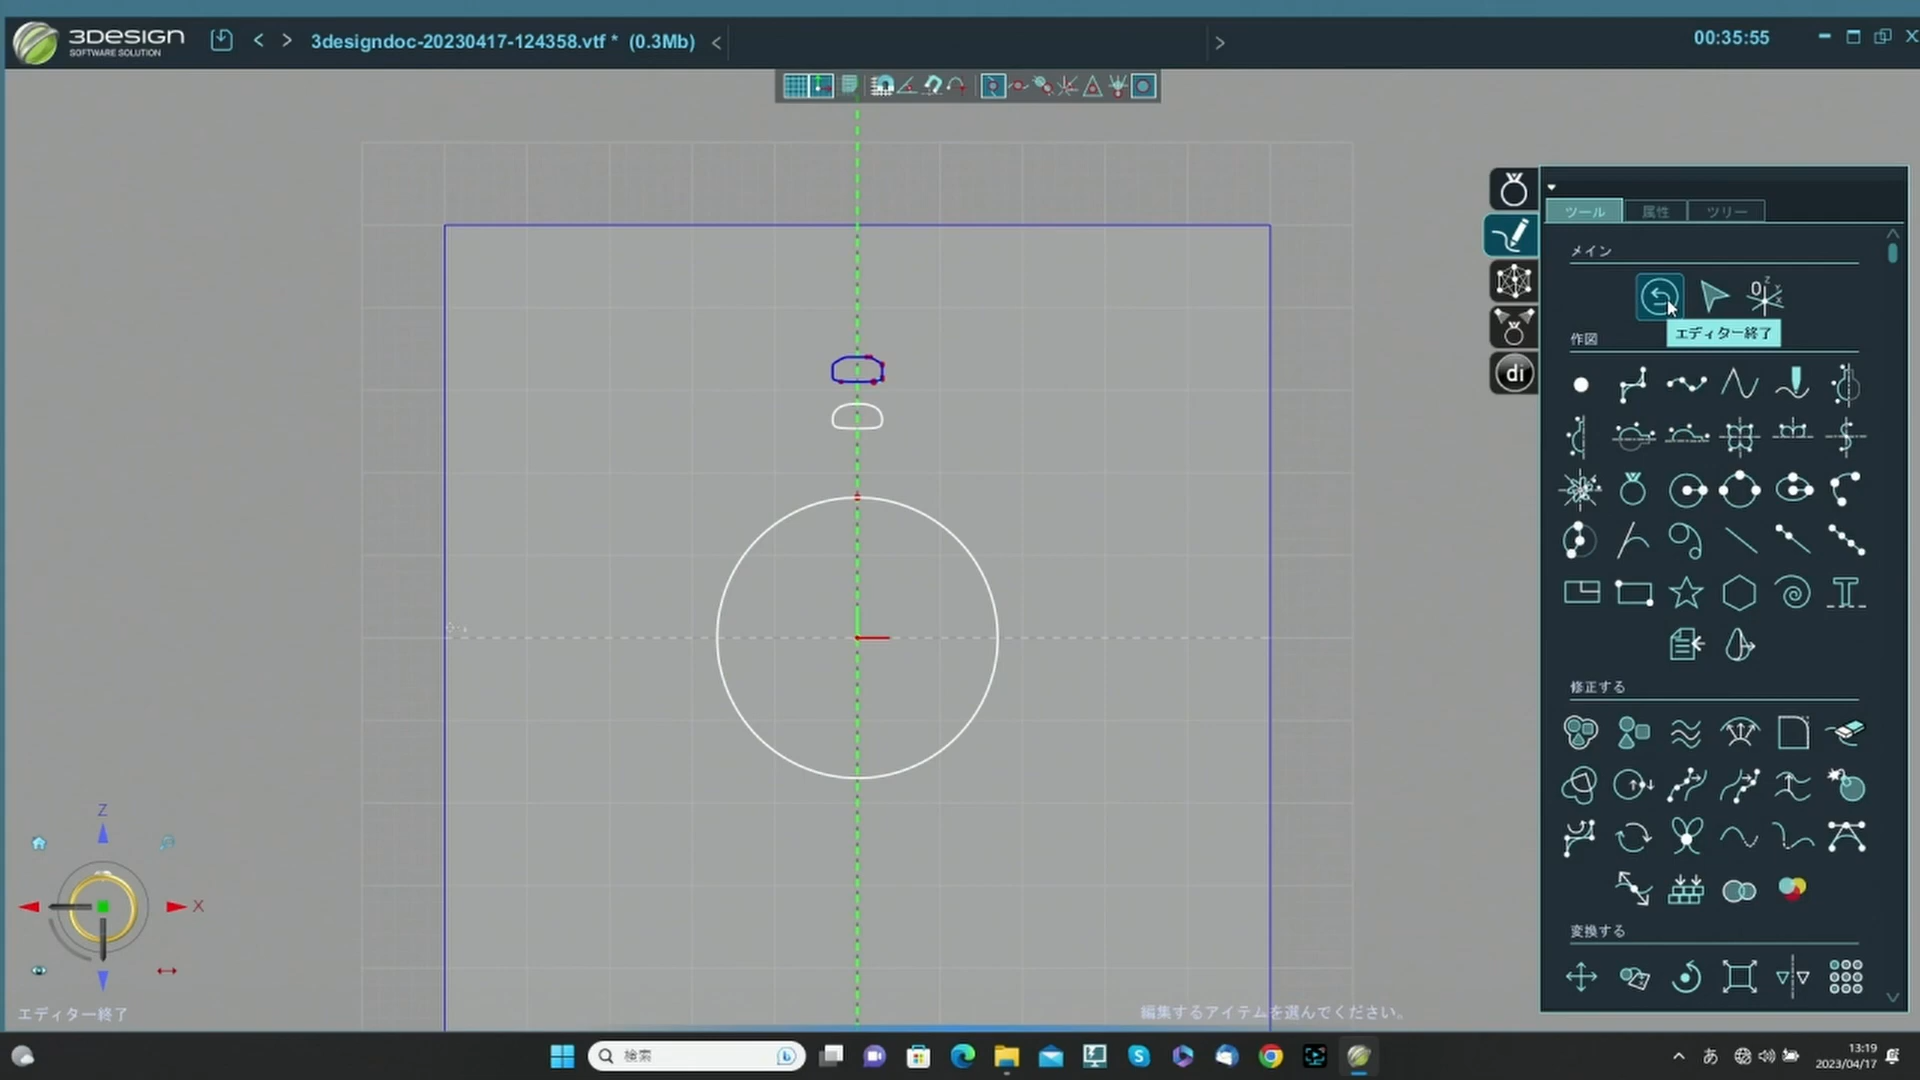 3DESIGN
SOFTWARE SOLUTION
3designdoc-20230417-124358.vtf * (0.3Mb)
00:35:55
ツール
属性
ツリー
メイン
エディター終了
作図
di
修正する
変換する
Z
X
エディター終了
編集するアイテムを選んでください。
検索
あ
13:19
2023/04/17